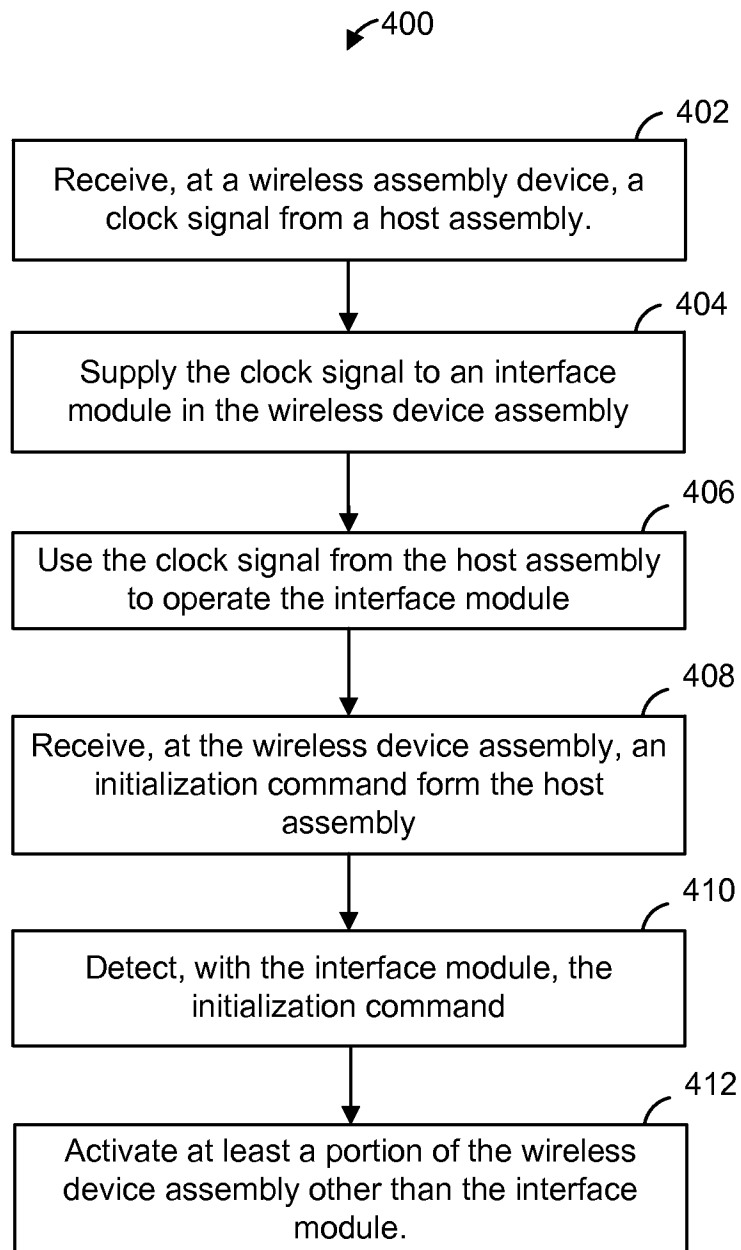 400
402
Receive, at a wireless assembly device, a
clock signal from a host assembly.
404
Supply the clock signal to an interface
module in the wireless device assembly
406
Use the clock signal from the host assembly
to operate the interface module
408
Receive, at the wireless device assembly, an
initialization command form the host
assembly
410
Detect, with the interface module, the
initialization command
412
Activate at least a portion of the wireless
device assembly other than the interface
module.